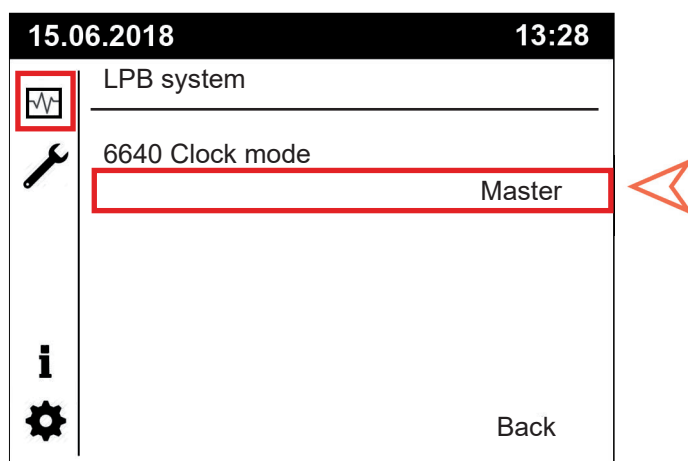 15.06.2018 13:28
LPB system
6640 Clock mode
Master
Back